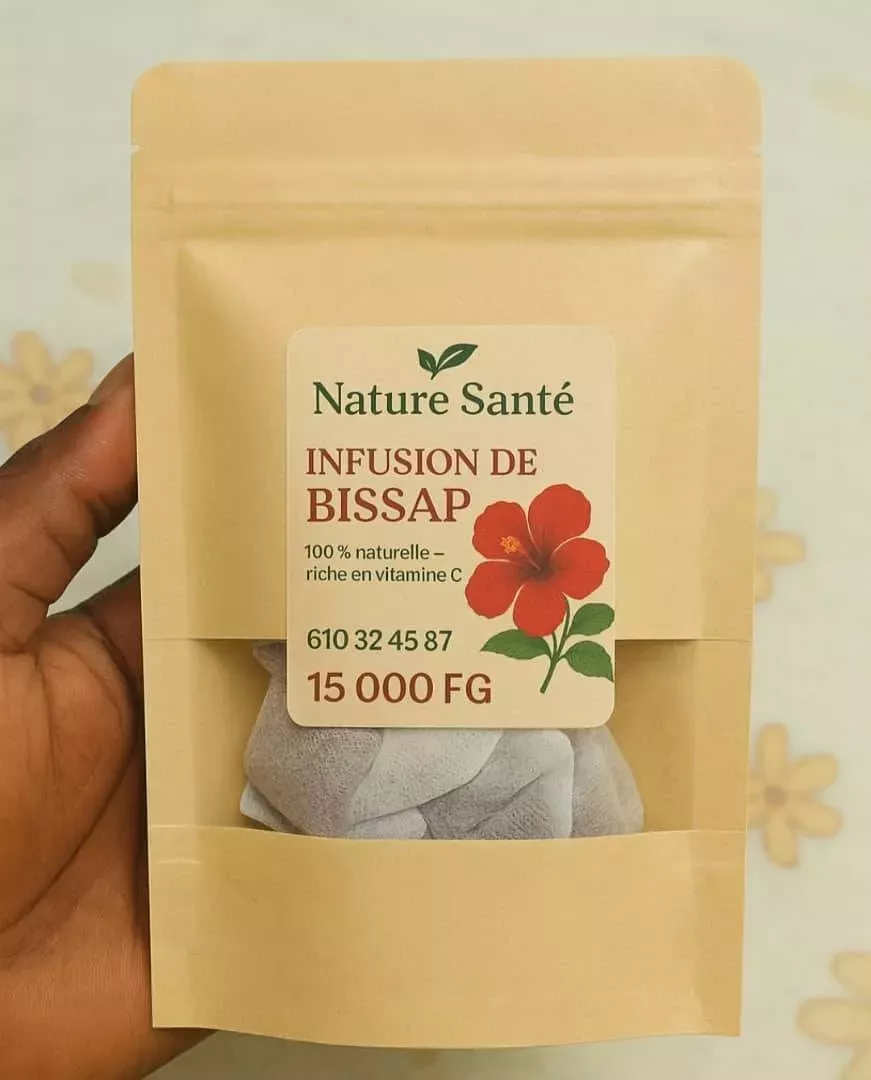 Nature Santé
INFUSION DE
BISSAP
100 % naturelle –
riche en vitamine C
610 32 45 87
15 000 FG